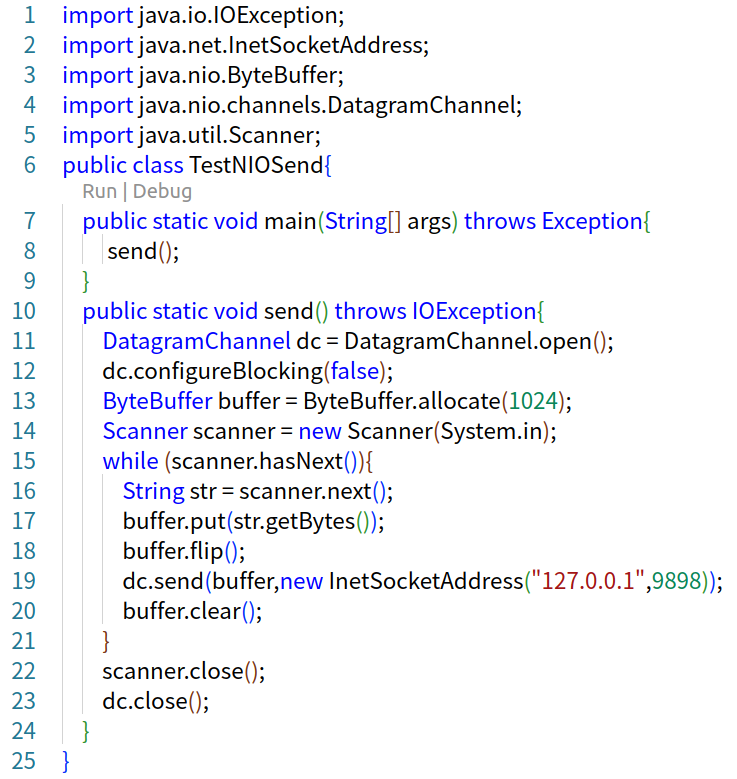 1 import java.io.IOException;
2 import java.net.InetSocketAddress;
3 import java.nio.ByteBuffer;
4 import java.nio.channels.DatagramChannel;
5 import java.util.Scanner;
6 public class TestNIOSend{
Run | Debug
7 public static void main(String[] args) throws Exception{
8 send();
9 }
10 public static void send() throws IOException{
11 DatagramChannel dc = DatagramChannel.open();
12 dc.configureBlocking(false);
13 ByteBuffer buffer = ByteBuffer.allocate(1024);
14 Scanner scanner = new Scanner(System.in);
15 while (scanner.hasNext()){
16 String str = scanner.next();
17 buffer.put(str.getBytes());
18 buffer.flip();
19 dc.send(buffer,new InetSocketAddress("127.0.0.1",9898));
20 buffer.clear();
21 }
22 scanner.close();
23 dc.close();
24 }
25 }